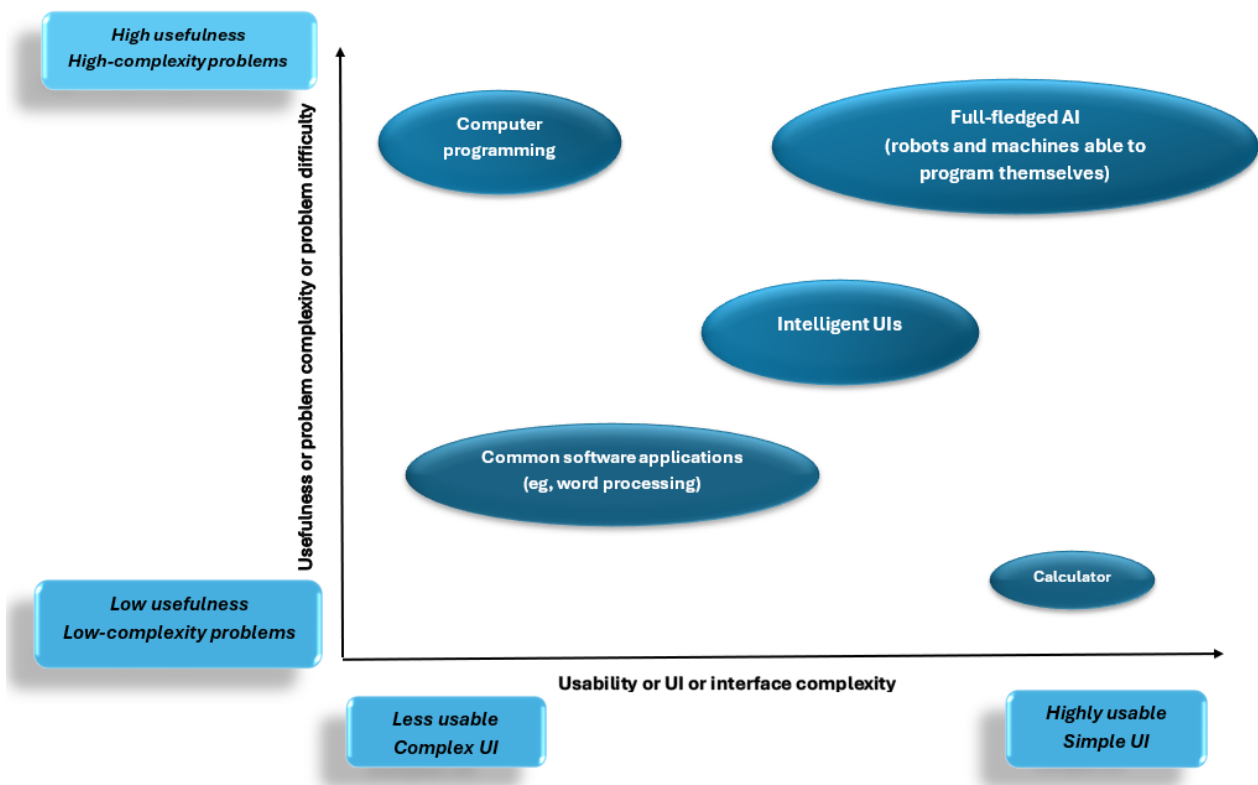 High usefulness
High-complexity problems
Usefulness or problem complexity or problem difficulty
Computer
programming
Full-fledged AI
(robots and machines able to
program themselves)
Intelligent UIs
Common software applications
(eg, word processing)
Calculator
Low usefulness
Low-complexity problems
Usability or UI or interface complexity
Less usable
Complex UI
Highly usable
Simple UI